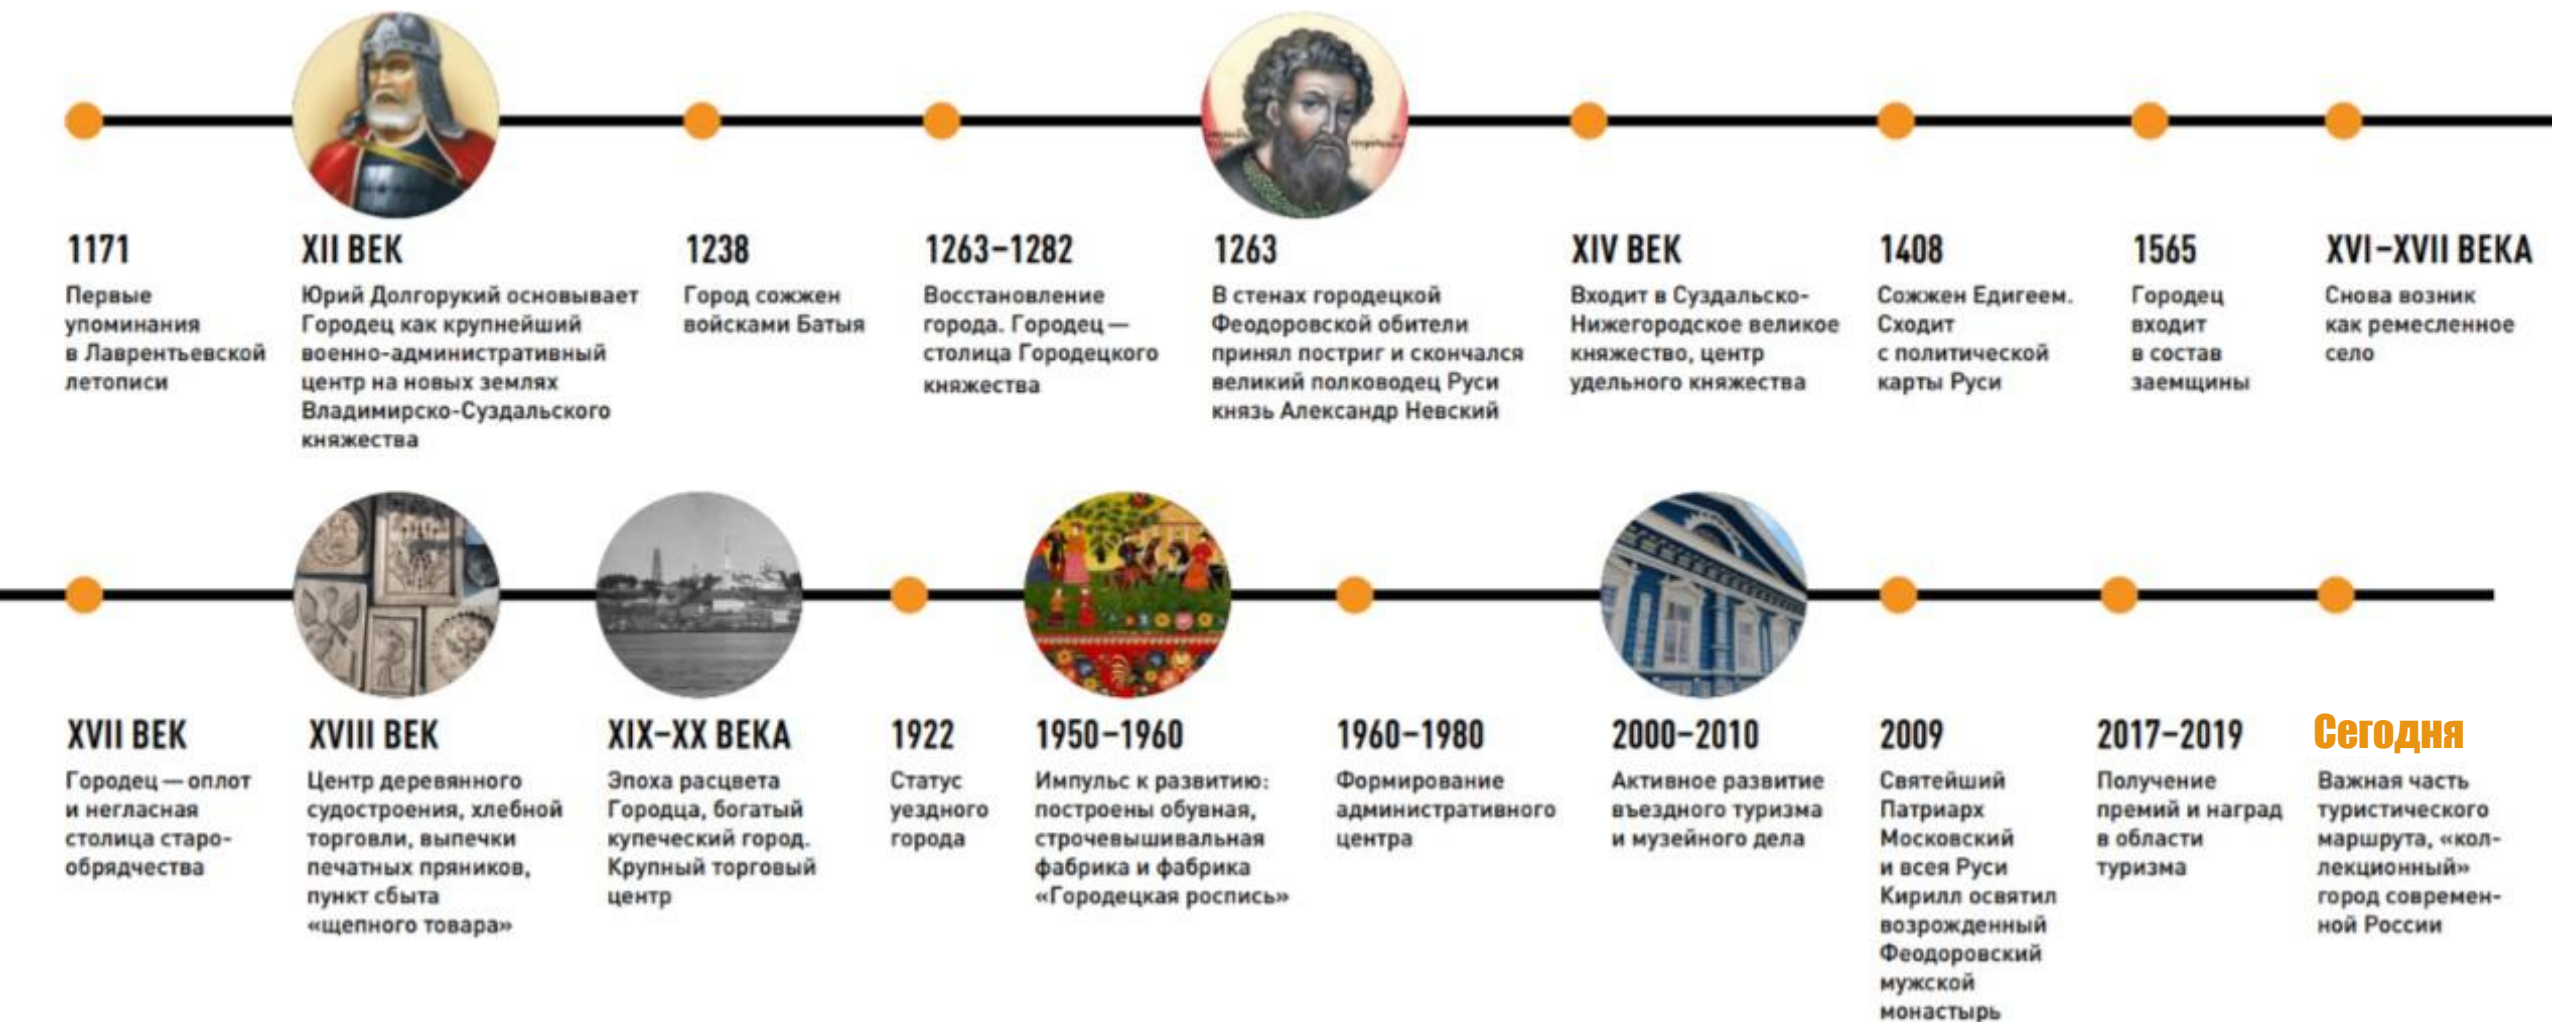 1171
Первые
упоминания
в Лаврентьевской
летописи
XII ВЕК
Юрий Долгорукий основывает
Городец как крупнейший
военно-административный
центр на новых землях
Владимирско-Суздальского
княжества
1238
Город сожжен
войсками Батыя
1263–1282
Восстановление
города. Городец —
столица Городецкого
княжества
1263
В стенах городецкой
Феодоровской обители
принял постриг и скончался
великий полководец Руси
князь Александр Невский
XIV ВЕК
Входит в Суздальско-
Нижегородское великое
княжество, центр
удельного княжества
1408
Сожжен Едигеем.
Сходит
с политической
карты Руси
1565
Городец
входит
в состав
заемщины
XVI–XVII ВЕКА
Снова возник
как ремесленное
село
XVII ВЕК
Городец — оплот
и негласная
столица старо-
обрядчества
XVIII ВЕК
Центр деревянного
судостроения, хлебной
торговли, выпечки
печатных пряников,
пункт сбыта
«щепного товара»
XIX–XX ВЕКА
Эпоха расцвета
Городца, богатый
купеческий город.
Крупный торговый
центр
1922
Статус
уездного
города
1950–1960
Импульс к развитию:
построены обувная,
строчевышивальная
фабрика и фабрика
«Городецкая роспись»
1960–1980
Формирование
административного
центра
2000–2010
Активное развитие
въездного туризма
и музейного дела
2009
Святейший
Патриарх
Московский
и всея Руси
Кирилл освятил
возрожденный
Феодоровский
мужской
монастырь
2017–2019
Получение
премий и наград
в области
туризма
Сегодня
Важная часть
туристического
маршрута, «кол-
лекционный»
город современ-
ной России